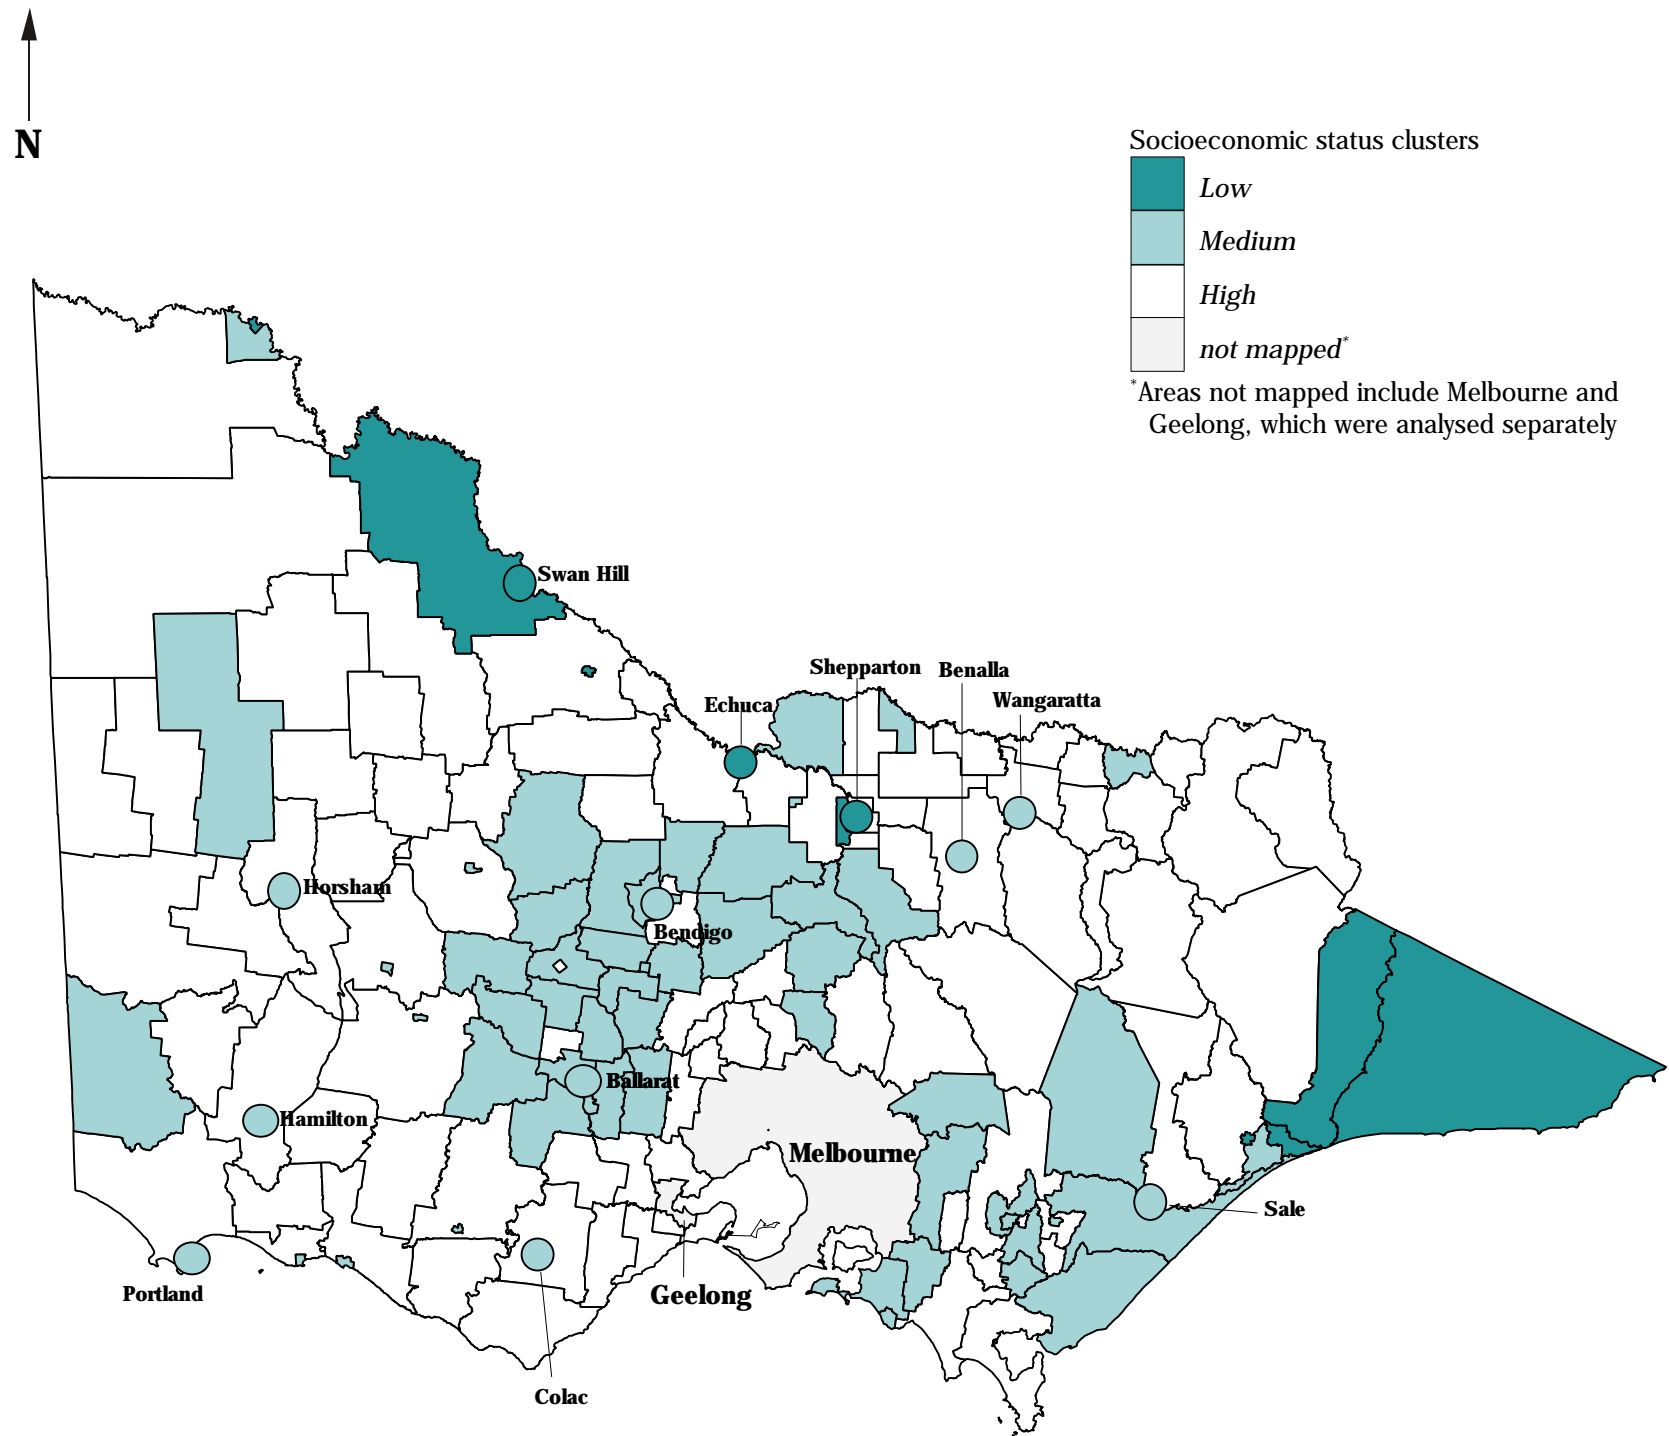 N
Socioeconomic status clusters
Low
Medium
High
not mapped*
*Areas not mapped include Melbourne and
Geelong, which were analysed separately
Swan Hill
Shepparton
Benalla
Echuca
Wangaratta
Horsham
Bendigo
Ballarat
Hamilton
Melbourne
Sale
Portland
Geelong
Colac